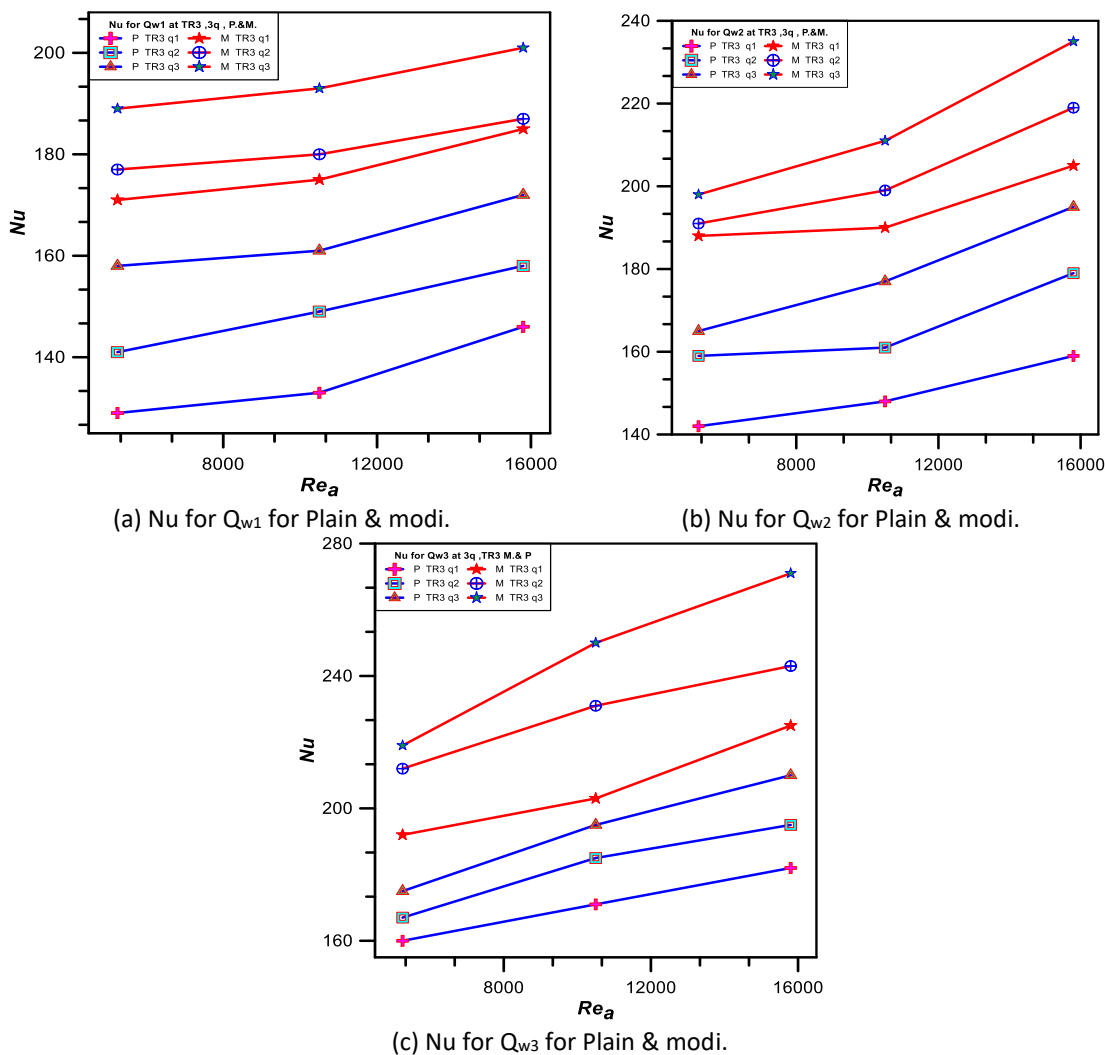 Nu for Qw1 at TR3 ,3q , P.&M.
P TR3 q1 M TR3 q1
P TR3 q2 M TR3 q2
P TR3 q3 M TR3 q3
200
180
160
140
Nu
8000 12000 16000
Rea
(a) Nu for Qw1 for Plain & modi.
Nu for Qw2 at TR3 ,3q , P.&M.
P TR3 q1 M TR3 q1
P TR3 q2 M TR3 q2
P TR3 q3 M TR3 q3
240
220
200
180
160
140
Nu
8000 12000 16000
Rea
(b) Nu for Qw2 for Plain & modi.
Nu for Qw3 at 3q ,TR3 M.& P
P TR3 q1 M TR3 q1
P TR3 q2 M TR3 q2
P TR3 q3 M TR3 q3
280
240
200
160
Nu
8000 12000 16000
Rea
(c) Nu for Qw3 for Plain & modi.